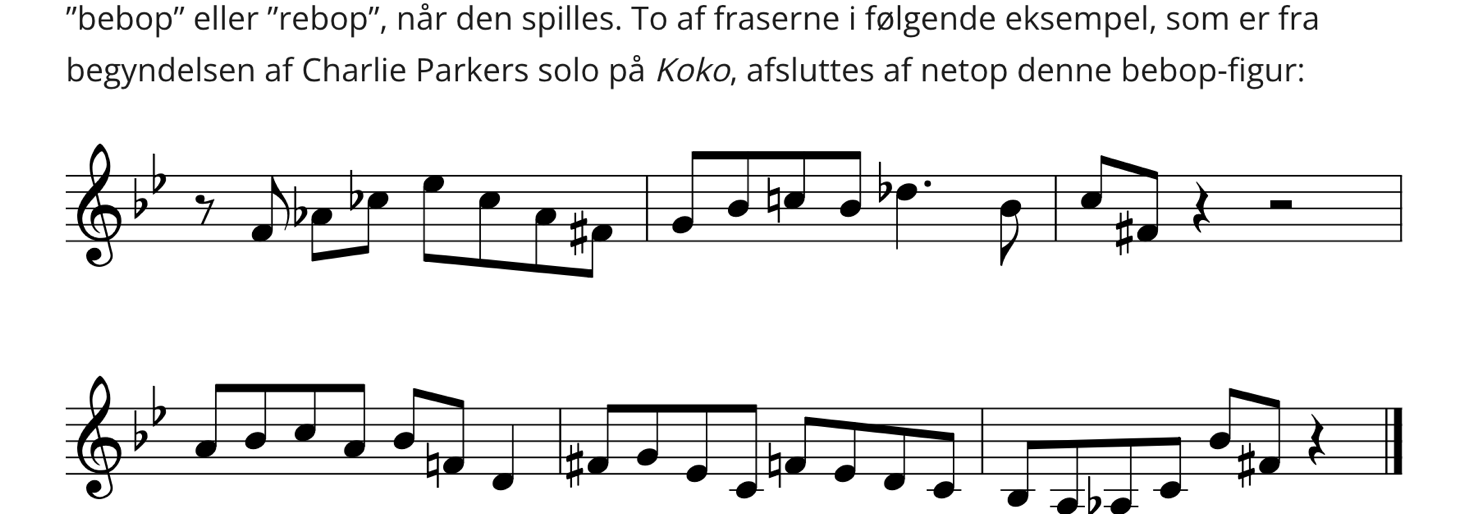 ”bebop” eller ”rebop”, når den spilles. To af fraserne i følgende eksempel, som er fra
begyndelsen af Charlie Parkers solo på Koko, afsluttes af netop denne bebop-figur: